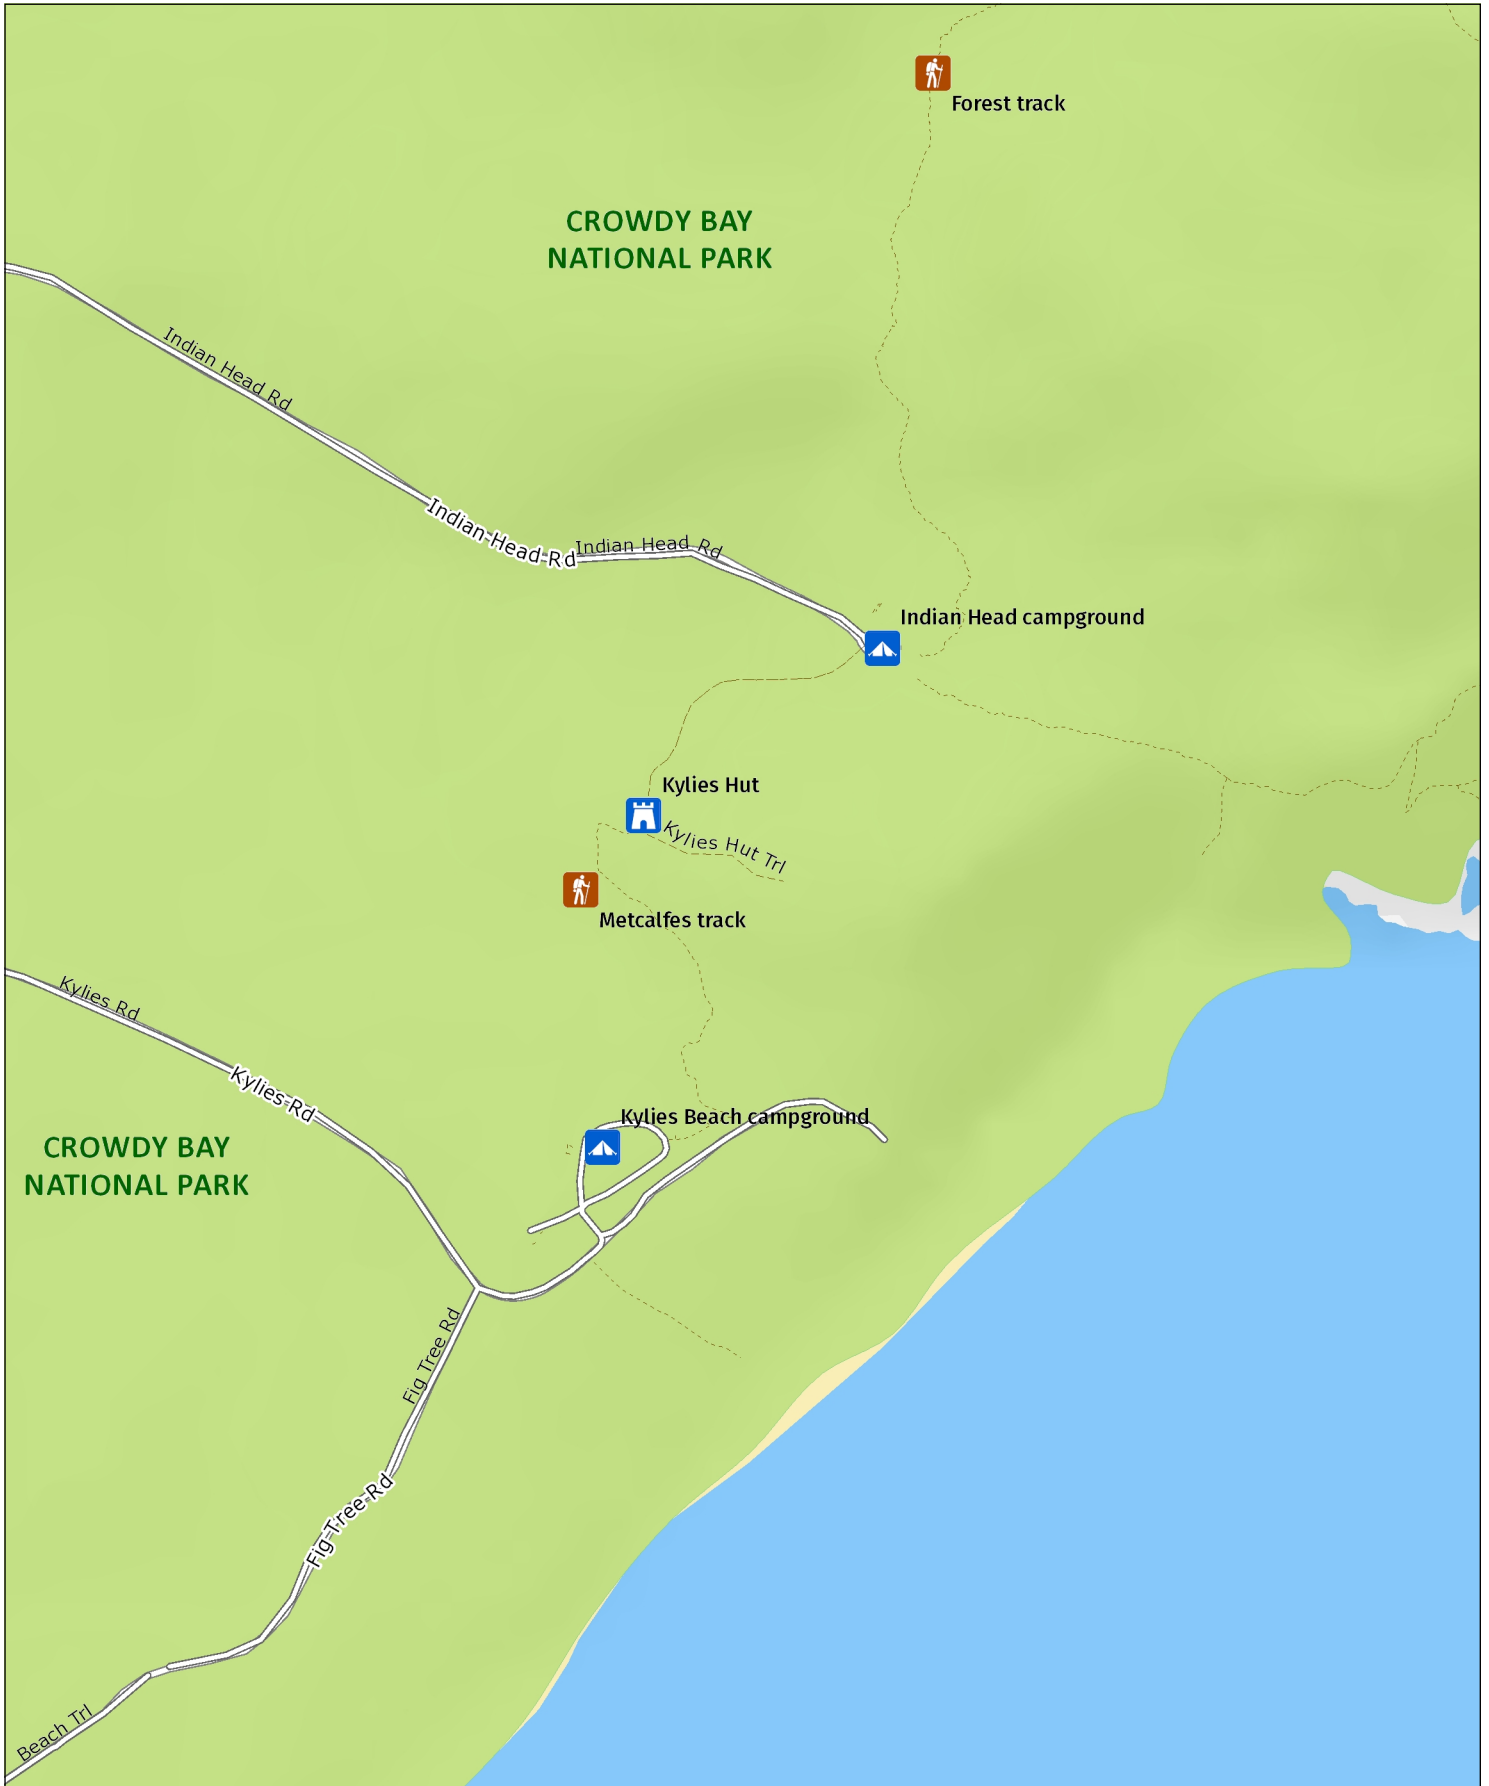 Forest track
CROWDY BAY
NATIONAL PARK
Indian Head Rd
Indian Head Rd
Indian Head Rd
Indian Head campground
Kylies Hut
Kylies Hut Trl
Metcalfes track
Kylies Rd
Kylies Rd
Kylies Beach campground
CROWDY BAY
NATIONAL PARK
Fig Tree Rd
Fig Tree Rd
Beach Trl